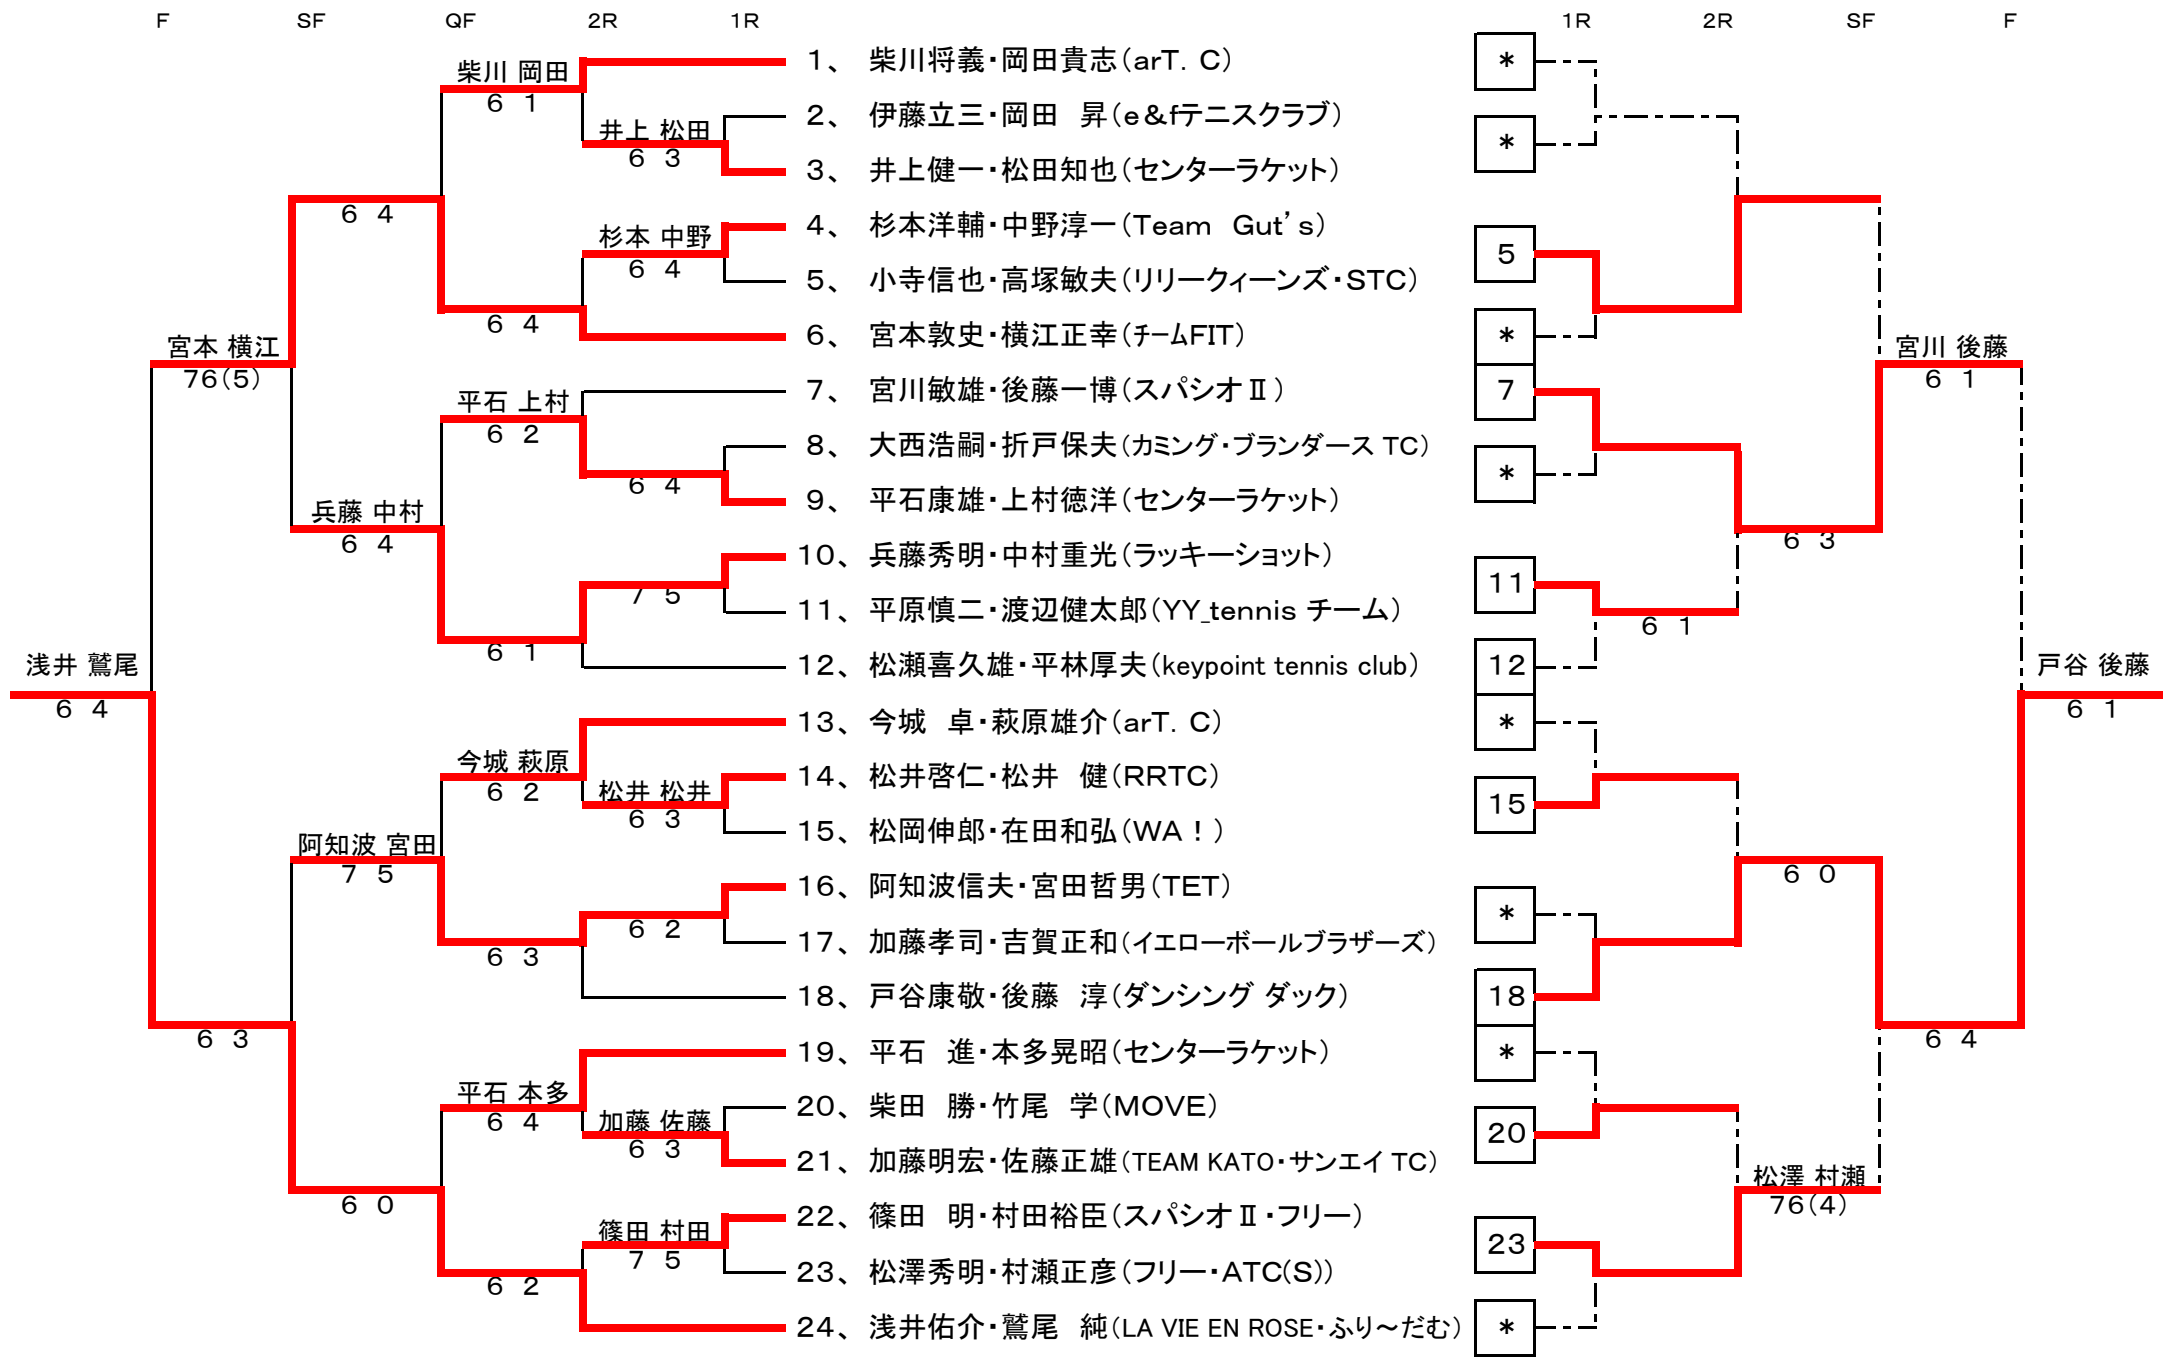 F SF QF 2R 1R 1R 2R SF F
1、 柴川将義・岡田貴志(arT. C) *
柴川 岡田
6 1
2、 伊藤立三・岡田 昇(e&fテニスクラブ)
井上 松田 *
6 3
3、 井上健一・松田知也(センターラケット)
6 4
4、 杉本洋輔・中野淳一(Team Gut's)
杉本 中野 5
6 4
5、 小寺信也・高塚敏夫(リリークィーンズ・STC)
6 4
6、 宮本敦史・横江正幸(チームFIT) *
宮本 横江 宮川 後藤
76(5) 6 1
7、 宮川敏雄・後藤一博(スパシオⅡ) 7
平石 上村
6 2
8、 大西浩嗣・折戸保夫(カミング・ブランダース TC)
6 4 *
9、 平石康雄・上村徳洋(センターラケット)
兵藤 中村
6 4 6 3
10、 兵藤秀明・中村重光(ラッキーショット)
7 5 11
11、 平原慎二・渡辺健太郎(YY_tennis チーム)
6 1 6 1
12、 松瀬喜久雄・平林厚夫(keypoint tennis club) 12
浅井 鷲尾 戸谷 後藤
6 4 6 1
13、 今城 卓・萩原雄介(arT. C) *
今城 萩原
6 2
14、 松井啓仁・松井 健(RRTC)
松井 松井 15
6 3
15、 松岡伸郎・在田和弘(WA!)
阿知波 宮田
7 5 6 0
16、 阿知波信夫・宮田哲男(TET)
6 2 *
17、 加藤孝司・吉賀正和(イエローボールブラザーズ)
6 3
18、 戸谷康敬・後藤 淳(ダンシング ダック) 18
6 3 6 4
19、 平石 進・本多晃昭(センターラケット) *
平石 本多
6 4
20、 柴田 勝・竹尾 学(MOVE)
加藤 佐藤 20
6 3
21、 加藤明宏・佐藤正雄(TEAM KATO・サンエイ TC)
松澤 村瀬
6 0 76(4)
22、 篠田 明・村田裕臣(スパシオⅡ・フリー)
篠田 村田 23
7 5
23、 松澤秀明・村瀬正彦(フリー・ATC(S))
6 2
24、 浅井佑介・鷲尾 純(LA VIE EN ROSE・ふり~だむ) *